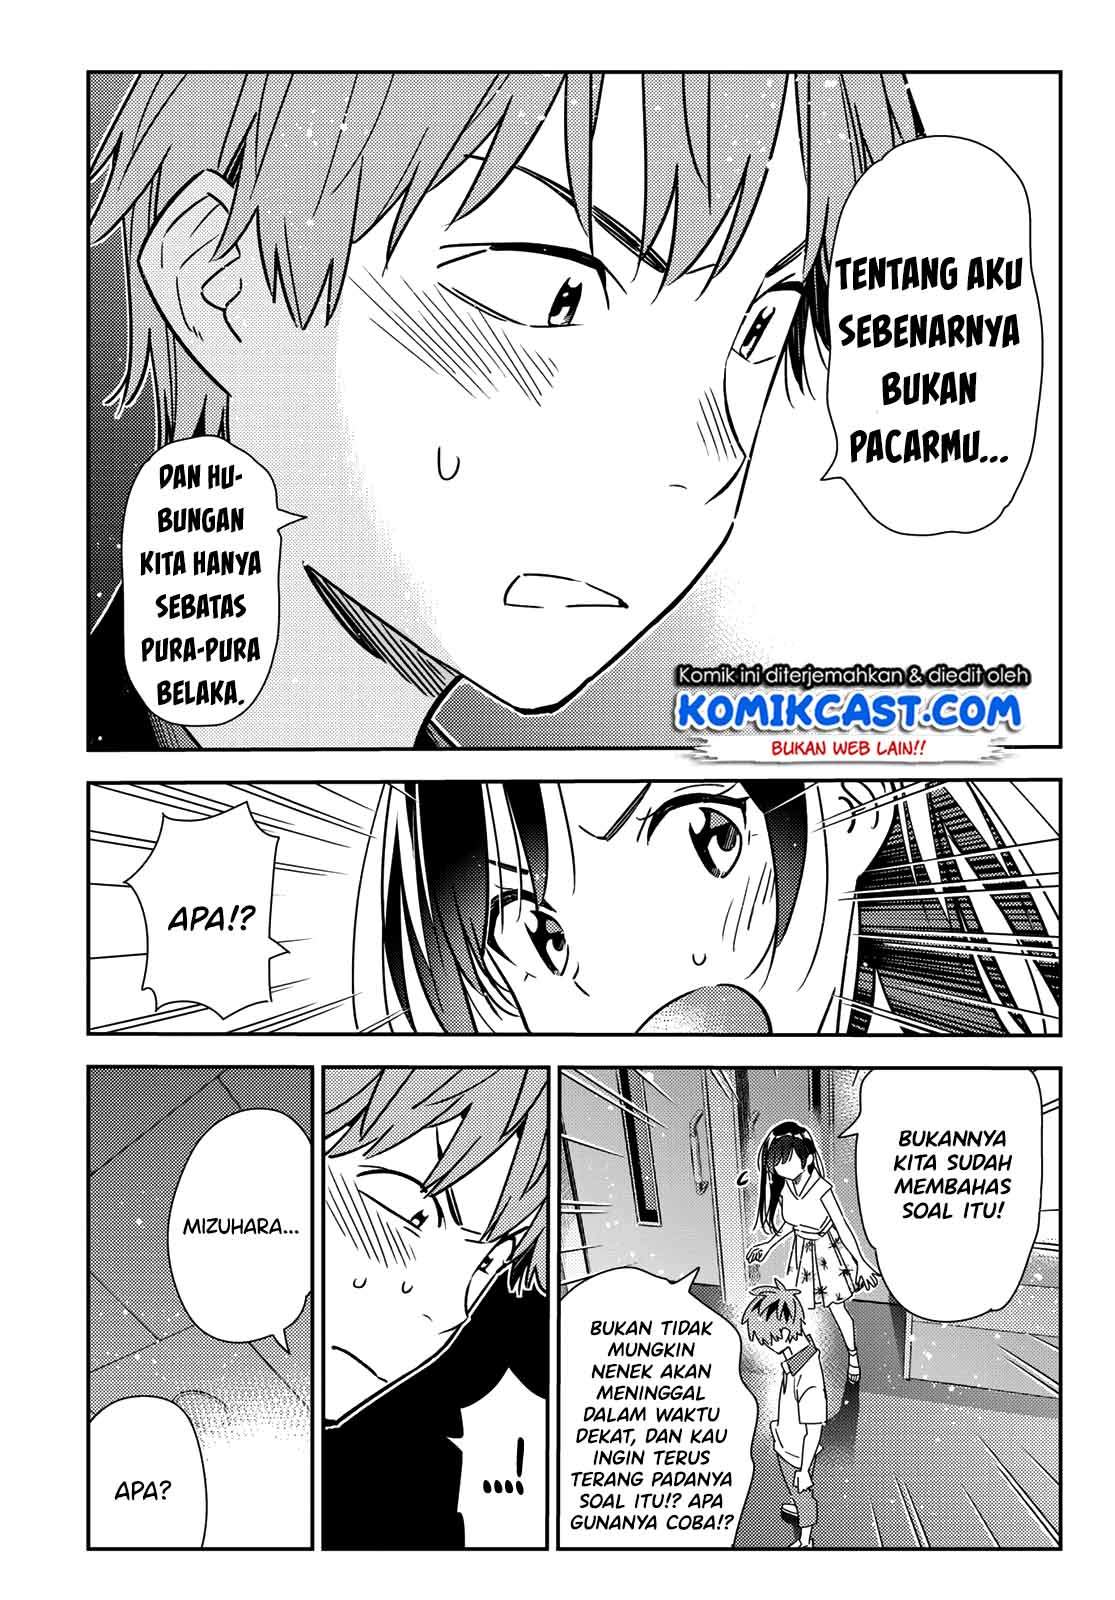 TENTANG AKU
SEBENARNYA
BUKAN
PACARMU...
DAN HU-
BUNGAN
KITA HANYA
SEBATAS
PURA-PURA
BELAKA.
Komik ini diterjemahkan & diedit oleh
KOMIKCAST.COM
BUKAN WEB LAIN!!
APA!?
BUKANNYA
KITA SUDAH
MEMBAHAS
SOAL ITU!
BUKAN TIDAK
MUNGKIN
NENEK AKAN
MENINGGAL
DALAM WAKTU
DEKAT, DAN KAU
INGIN TERUS
TERANG PADANYA
SOAL ITU!? APA
GUNANYA COBA!?
....!
MIZUHARA...
APA?